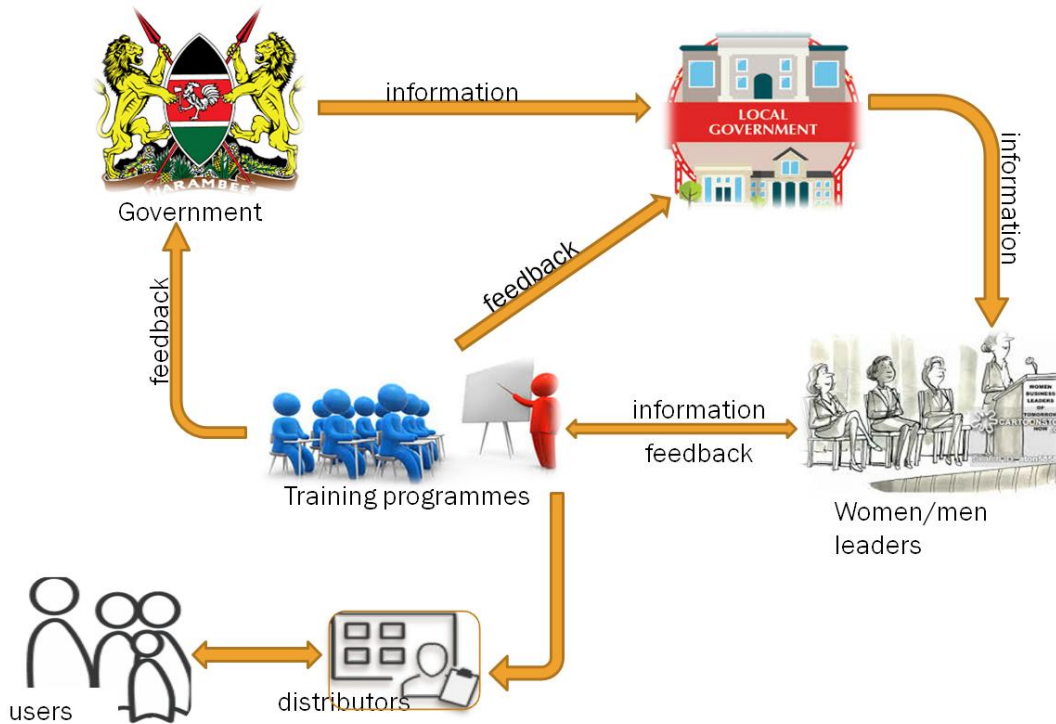 information
LOCAL
GOVERNMENT
HARAMBEE
Government
information
feedback
feedback
information
feedback
WOMEN
BUSINESS
LEADERS
OF
TOMORROW
Training programmes
Women/men
leaders
users
distributors